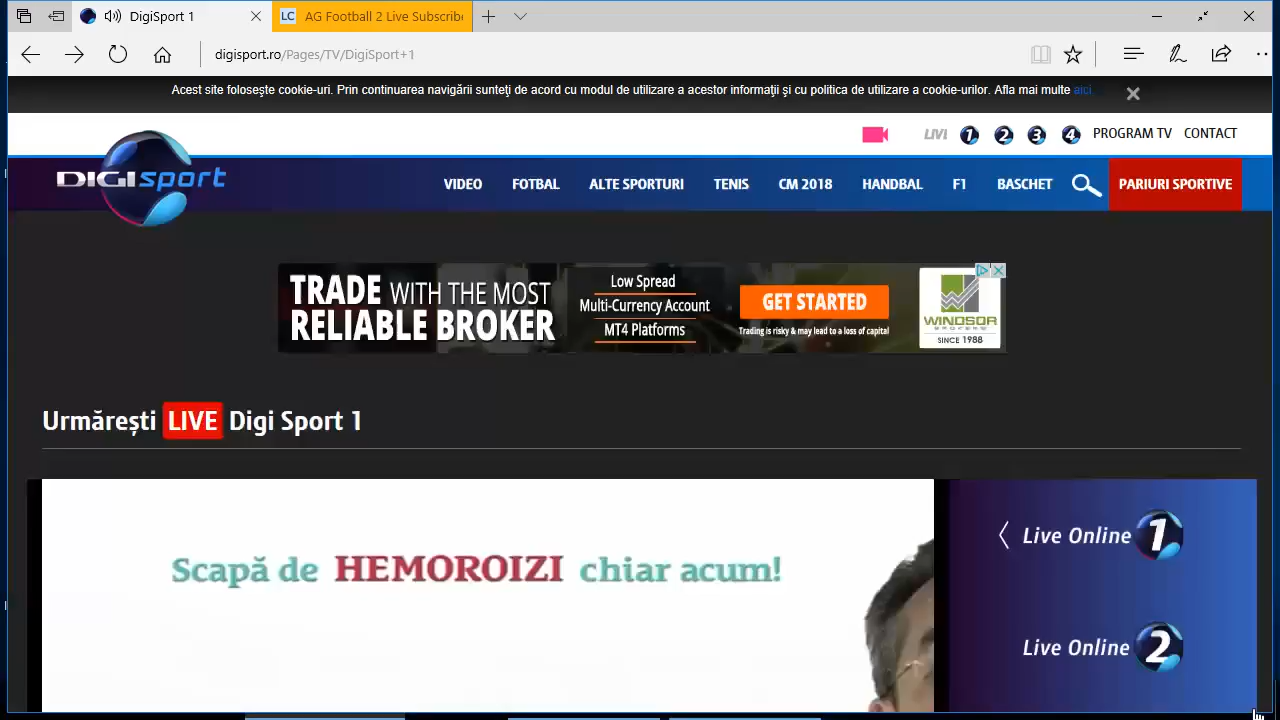 DigiSport 1
LC AG Football 2 Live Subscribe
digisport.ro/Pages/TV/DigiSport+1
Acest site folosește cookie-uri. Prin continuarea navigării sunteți de acord cu modul de utilizare a acestor informații și cu politica de utilizare a cookie-urilor. Afla mai multe aici
LIVE 1 2 3 4 PROGRAM TV CONTACT
DIGI sport
VIDEO FOTBAL ALTE SPORTURI TENIS CM 2018 HANDBAL F1 BASCHET PARIURI SPORTIVE
TRADE WITH THE MOST
RELIABLE BROKER
Low Spread
Multi-Currency Account
MT4 Platforms
GET STARTED
Trading is risky & may lead to a loss of capital
WINDSOR
BROKERS
SINCE 1988
Urmărești LIVE Digi Sport 1
Scapă de HEMOROIZI chiar acum!
Live Online 1
Live Online 2